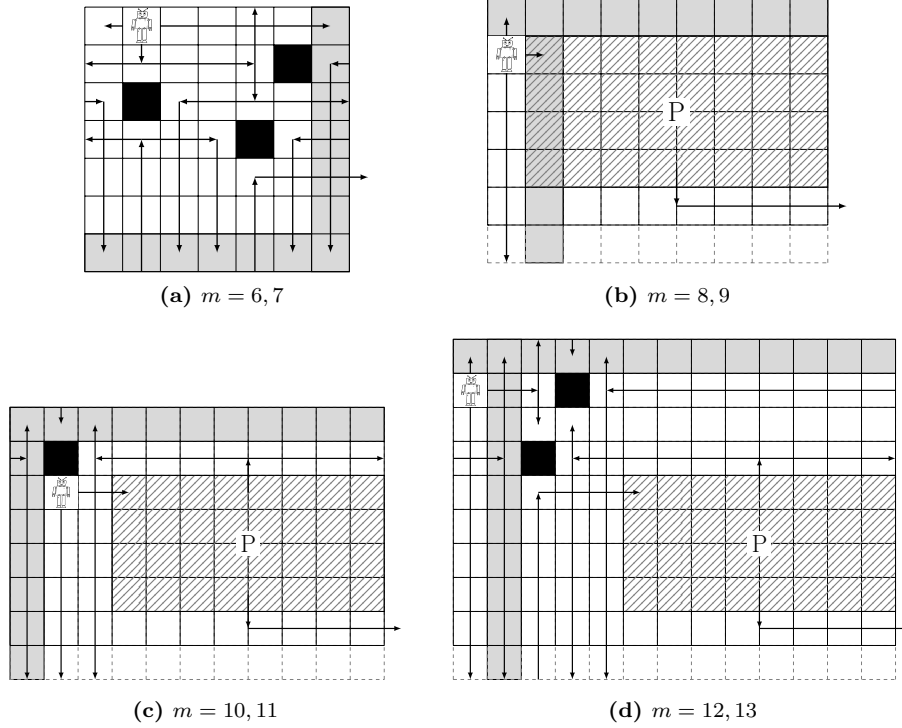 P
(a) m = 6, 7
(b) m = 8, 9
P
P
(c) m = 10, 11
(d) m = 12, 13